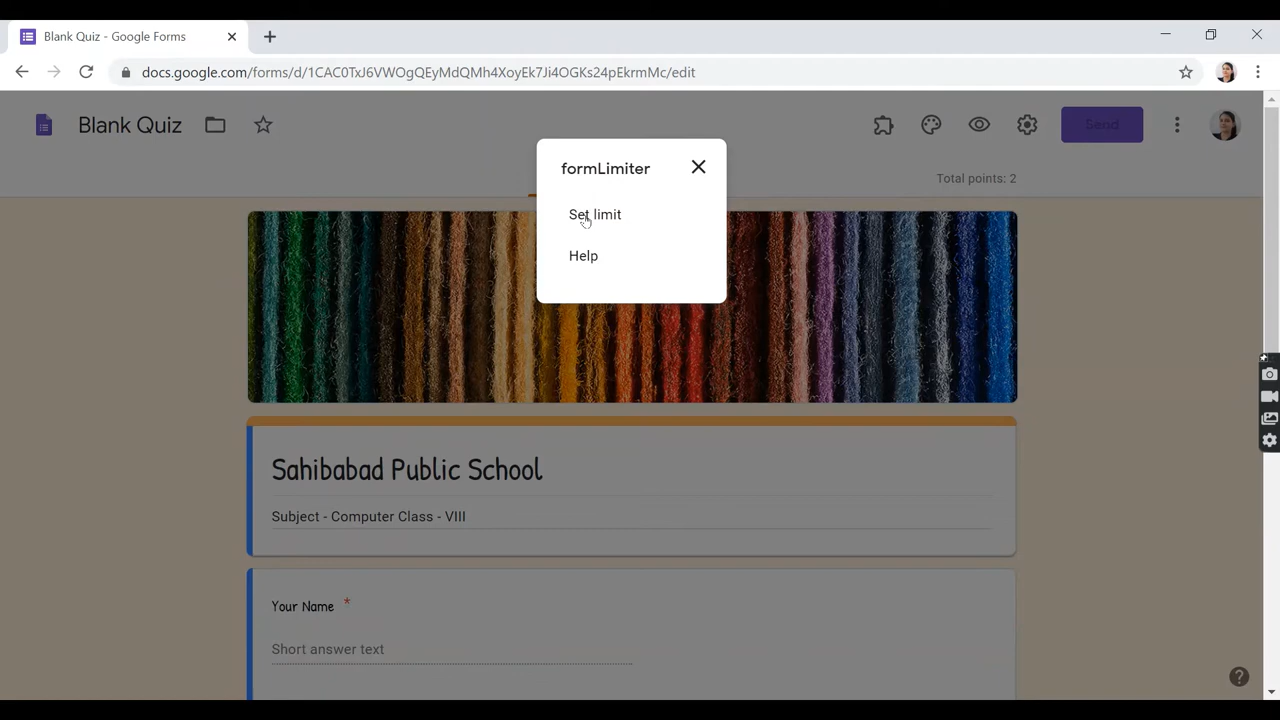 Blank Quiz - Google Forms
docs.google.com/forms/d/1CAC0TxJ6VWOgQEyMdQMh4XoyEk7Ji4OGKs24pEkrmMc/edit
Blank Quiz
Send
Total points: 2
formLimiter
Set limit
Help
Sahibabad Public School
Subject - Computer Class - VIII
Your Name *
Short answer text